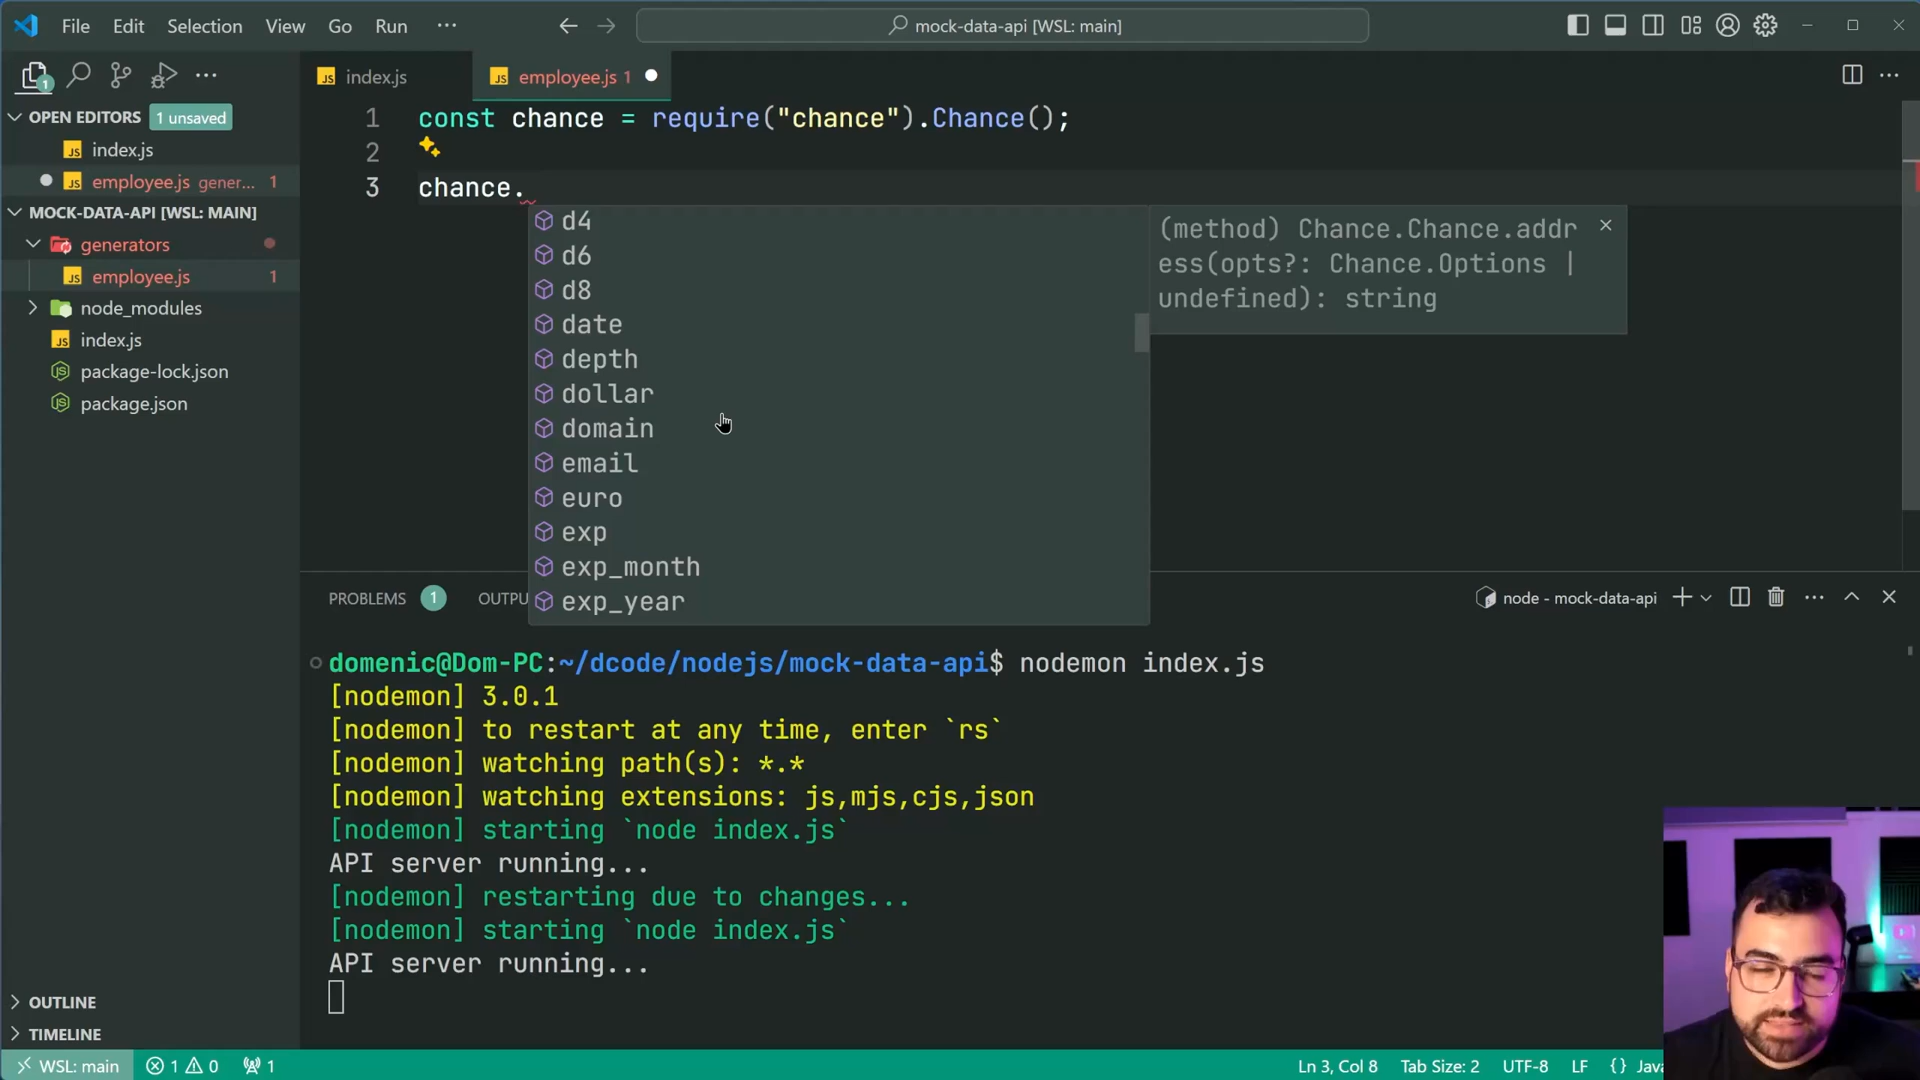 File Edit Selection View Go Run ... mock-data-api [WSL: main]
OPEN EDITORS 1 unsaved
index.js
employee.js gener... 1
MOCK-DATA-API [WSL: MAIN]
generators
employee.js 1
node_modules
index.js
package-lock.json
package.json
OUTLINE
TIMELINE
index.js employee.js 1
1 const chance = require("chance").Chance();
2
3 chance.
d4
d6
d8
date
depth
dollar
domain
email
euro
exp
exp_month
exp_year
(method) Chance.Chance.addr
ess(opts?: Chance.Options |
undefined): string
PROBLEMS 1 OUTPU node - mock-data-api
domenic@Dom-PC:~/dcode/nodejs/mock-data-api$ nodemon index.js
[nodemon] 3.0.1
[nodemon] to restart at any time, enter `rs`
[nodemon] watching path(s): *.*
[nodemon] watching extensions: js,mjs,cjs,json
[nodemon] starting `node index.js`
API server running...
[nodemon] restarting due to changes...
[nodemon] starting `node index.js`
API server running...
WSL: main 1 0 1 Ln 3, Col 8 Tab Size: 2 UTF-8 LF {} Java